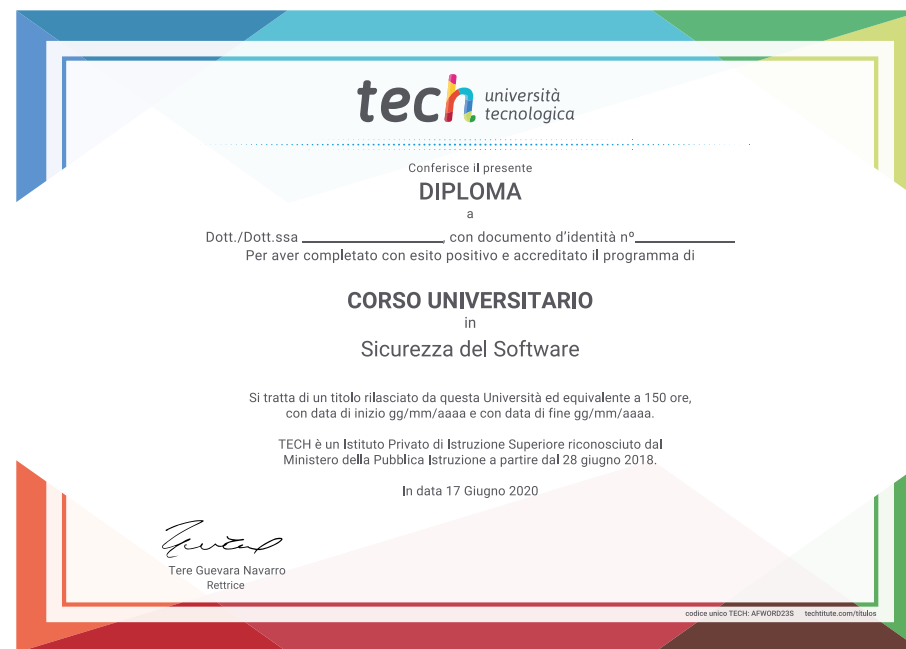 tech università
tecnologica
Conferisce il presente
DIPLOMA
a
Dott./Dott.ssa ____________________, con documento d'identità nº______________
Per aver completato con esito positivo e accreditato il programma di
CORSO UNIVERSITARIO
in
Sicurezza del Software
Si tratta di un titolo rilasciato da questa Università ed equivalente a 150 ore,
con data di inizio gg/mm/aaaa e con data di fine gg/mm/aaaa.
TECH è un Istituto Privato di Istruzione Superiore riconosciuto dal
Ministero della Pubblica Istruzione a partire dal 28 giugno 2018.
In data 17 Giugno 2020
Tere Guevara Navarro
Rettrice
codice unico TECH: AFWORD23S techtitute.com/titulos